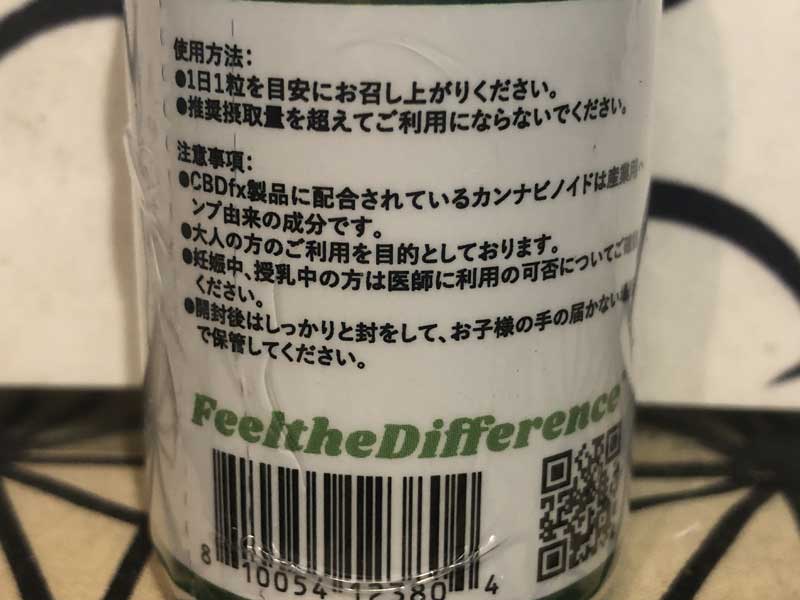 使用方法:
●1日1粒を目安にお召し上がりください。
●推奨摂取量を超えてご利用にならないでください。
注意事項:
●CBDfx製品に配合されているカンナビノイドは産業用ヘ
ンプ由来の成分です。
●大人の方のご利用を目的としております。
●妊娠中、授乳中の方は医師に利用の可否についてご
ください。
●開封後はしっかりと封をして、お子様の手の届かない
で保管してください。
FeeltheDifference
8 10054 12380 4